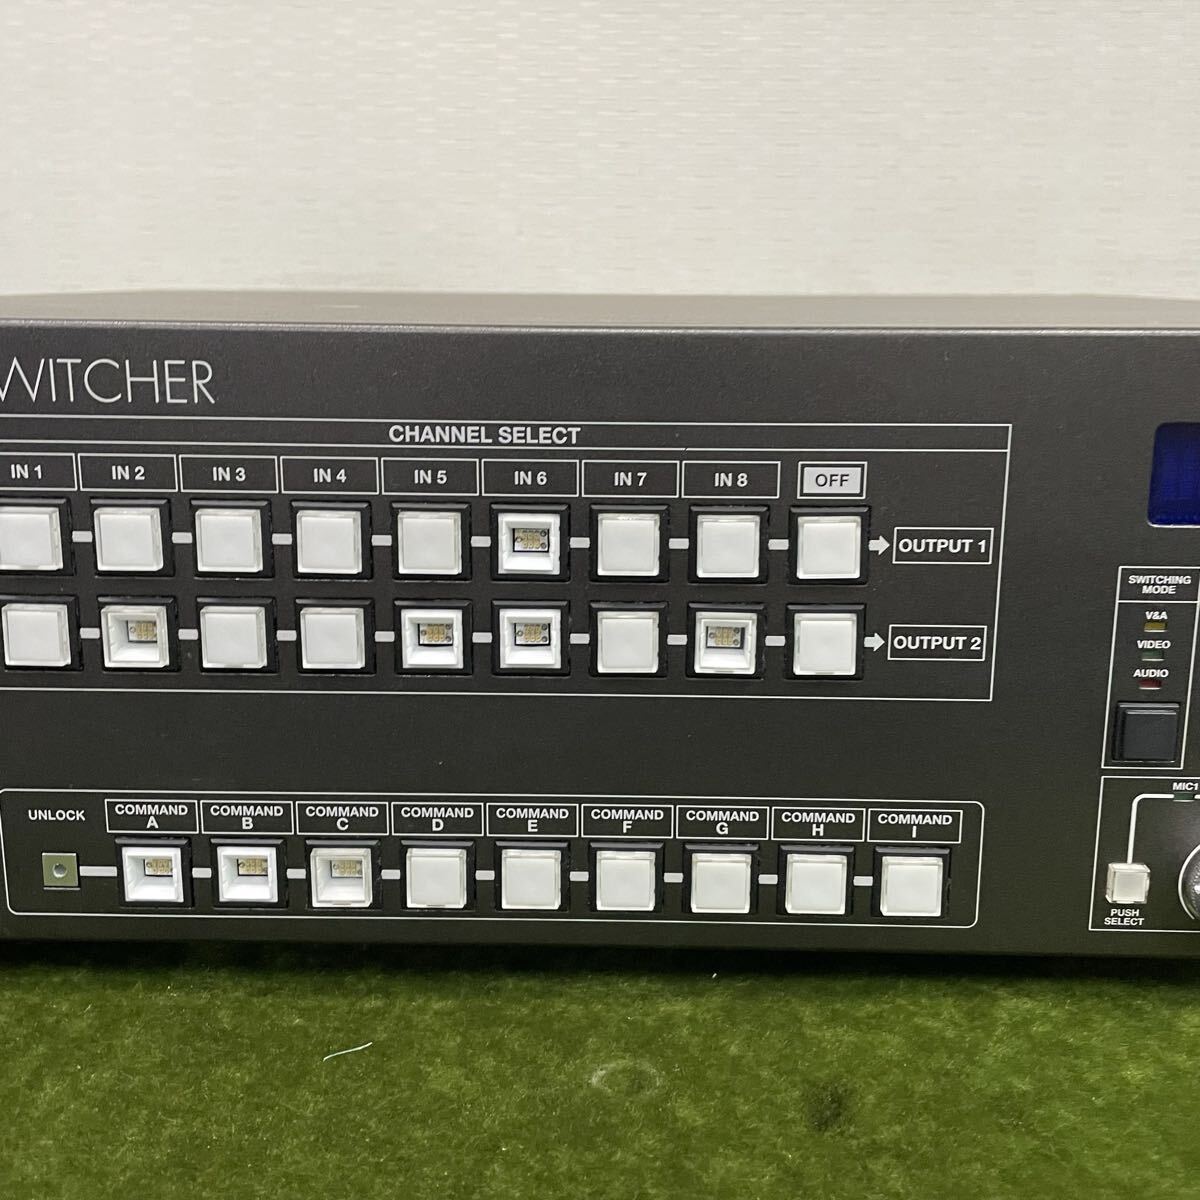 WITCHER
CHANNEL SELECT
IN 1 IN 2 IN 3 IN 4 IN 5 IN 6 IN 7 IN 8 OFF
OUTPUT 1
OUTPUT 2
SWITCHING
MODE
V&A
VIDEO
AUDIO
UNLOCK
COMMAND
A
COMMAND
B
COMMAND
C
COMMAND
D
COMMAND
E
COMMAND
F
COMMAND
G
COMMAND
H
COMMAND
I
MIC1
PUSH
SELECT